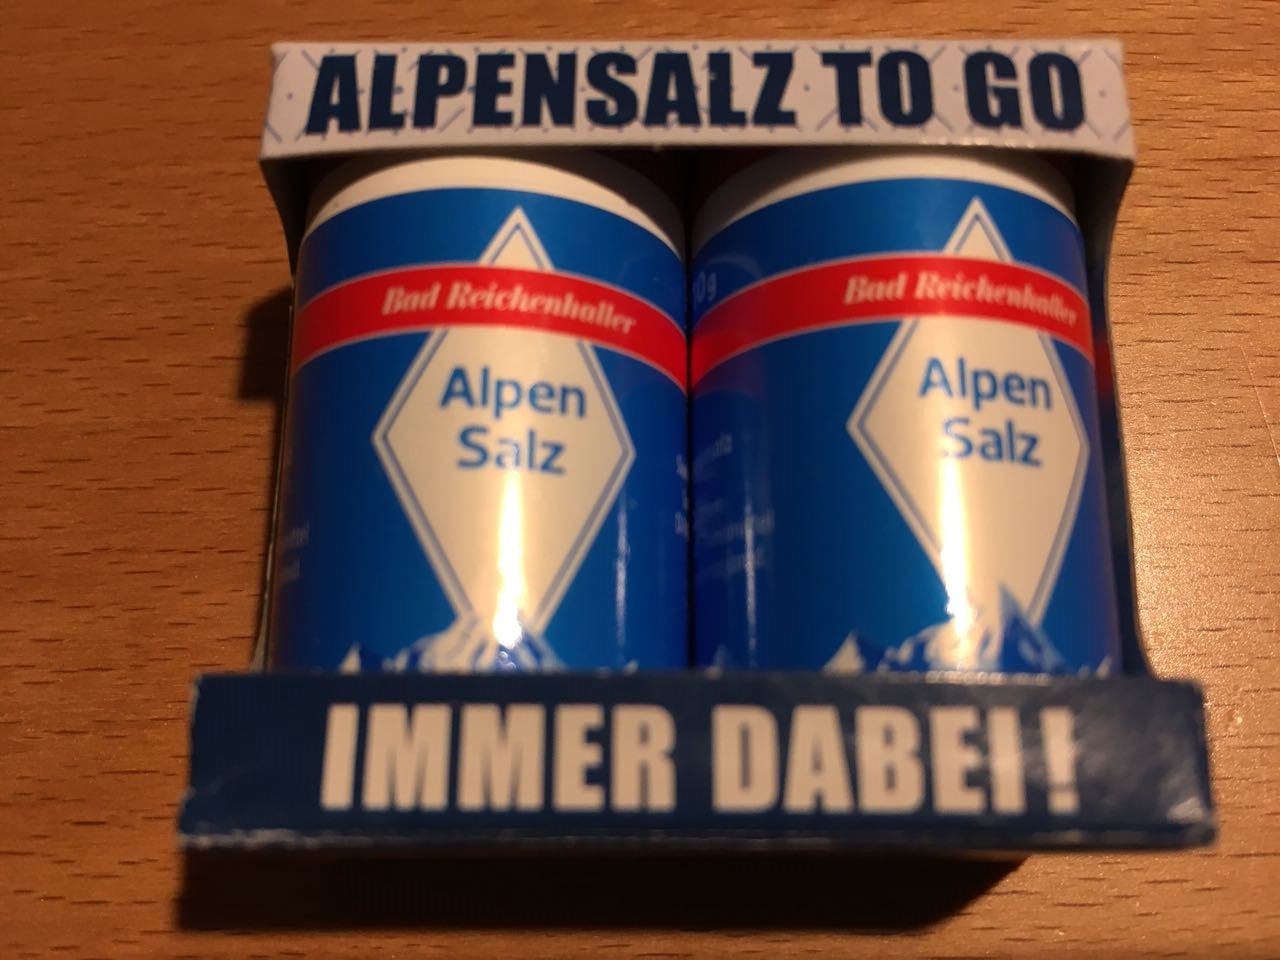 ALPENSALZ TO GO
Bad Reichenhaller
Alpen
Salz
Bad Reichenhaller
Alpen
Salz
IMMER DABEI!